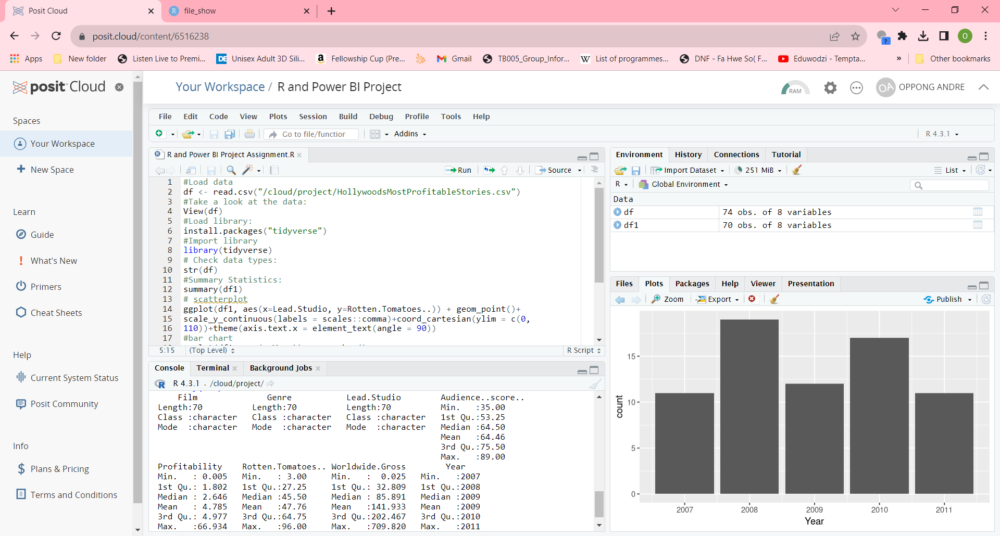 Posit Cloud
file_show
posit.cloud/content/6516238
?
O
Apps
New folder
Listen Live to Premi...
DE Unisex Adult 3D Sili...
a Fellowship Cup (Pre...
Gmail
TB005_Group_Infor...
W List of programmes...
DNF - Fa Hwe So( F...
Eduwodzi - Tempta...
»
Other bookmarks
posit Cloud
Your Workspace / R and Power BI Project
RAM
OA OPPONG ANDRE
Spaces
Your Workspace
New Space
Learn
Guide
What's New
Primers
Cheat Sheets
Help
Current System Status
Posit Community
Info
Plans & Pricing
Terms and Conditions
File Edit Code View Plots Session Build Debug Profile Tools Help
Go to file/function
Addins
R 4.3.1
R and Power BI Project Assignment.R
Run
Source
1 #Load data
2 df <- read.csv("/cloud/project/HollywoodsMostProfitableStories.csv")
3 #Take a look at the data:
4 View(df)
5 #Load library:
6 install.packages("tidyverse")
7 #Import library
8 library(tidyverse)
9 # Check data types:
10 str(df)
11 #Summary Statistics:
12 summary(df1)
13 # scatterplot
14 ggplot(df1, aes(x=Lead.Studio, y=Rotten.Tomatoes..)) + geom_point()+
15 scale_y_continuous(labels = scales::comma)+coord_cartesian(ylim = c(0,
16 110))+theme(axis.text.x = element_text(angle = 90))
17 #bar chart
5:15 (Top Level) R Script
Console Terminal Background Jobs
R 4.3.1 . /cloud/project/
Film Genre Lead.Studio Audience..score..
Length:70 Length:70 Length:70 Min. :35.00
Class :character Class :character Class :character 1st Qu.:53.25
Mode :character Mode :character Mode :character Median :64.50
Mean :64.46
3rd Qu.:75.50
Max. :89.00
Profitability Rotten.Tomatoes.. Worldwide.Gross Year
Min. : 0.005 Min. : 3.00 Min. : 0.025 Min. :2007
1st Qu.: 1.802 1st Qu.:27.25 1st Qu.: 32.809 1st Qu.:2008
Median : 2.646 Median :45.50 Median : 85.891 Median :2009
Mean : 4.785 Mean :47.76 Mean :141.933 Mean :2009
3rd Qu.: 4.977 3rd Qu.:64.75 3rd Qu.:202.467 3rd Qu.:2010
Max. :66.934 Max. :96.00 Max. :709.820 Max. :2011
Environment History Connections Tutorial
Import Dataset 251 MiB List
R Global Environment
Data
df 74 obs. of 8 variables
df1 70 obs. of 8 variables
Files Plots Packages Help Viewer Presentation
Zoom Export Publish
15
10
5
0
count
2007 2008 2009 2010 2011
Year